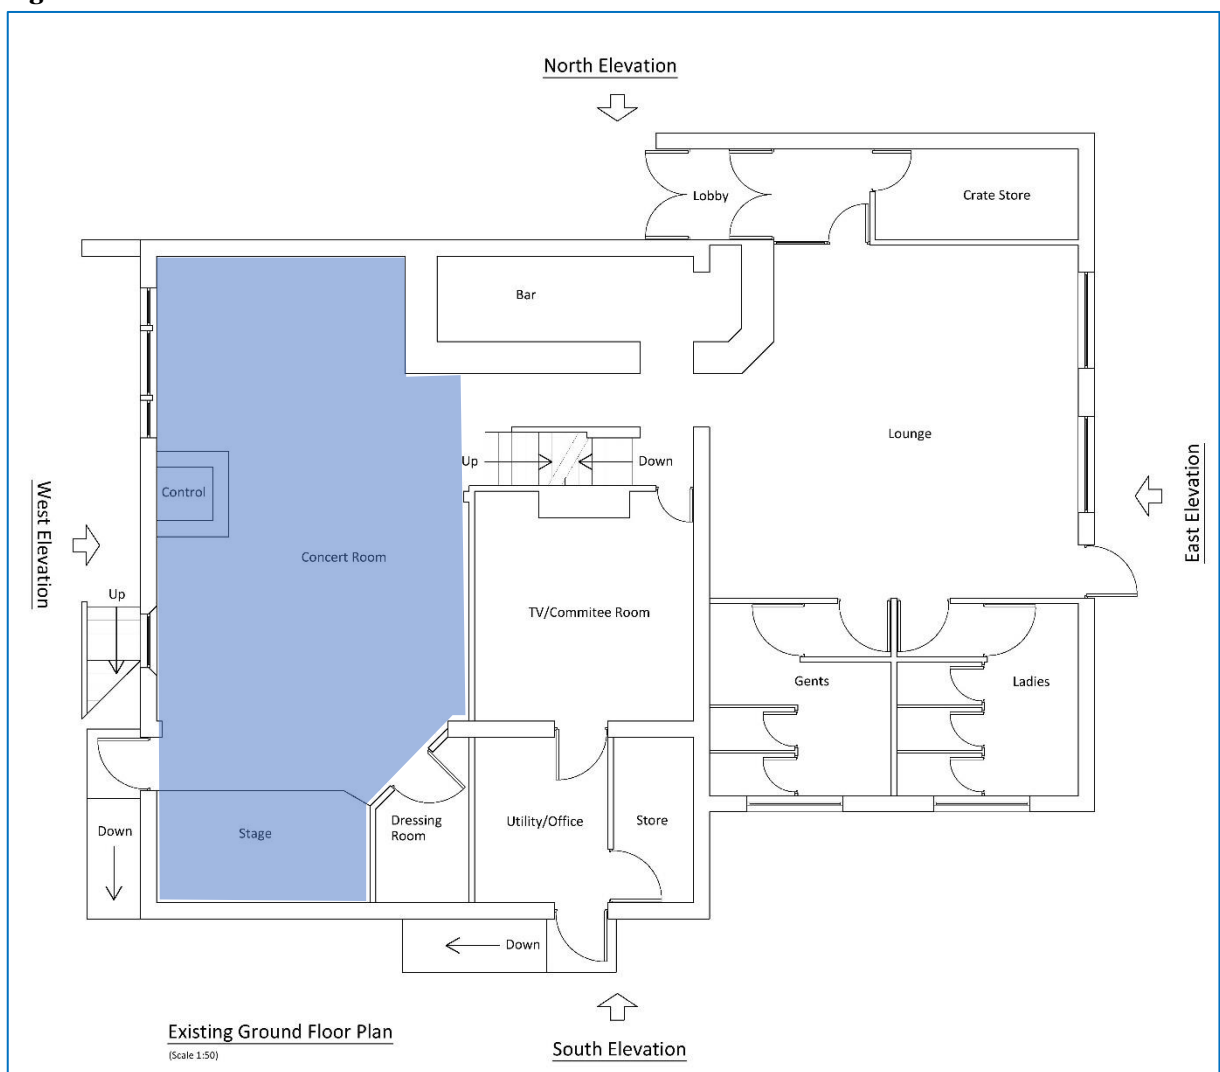 North Elevation
Lobby
Crate Store
Bar
Lounge
Up
Down
Control
West Elevation
East Elevation
Concert Room
Up
TV/Commitee Room
Gents
Ladies
Down
Stage
Dressing
Room
Utility/Office
Store
Down
Existing Ground Floor Plan
(Scale 1:50)
South Elevation